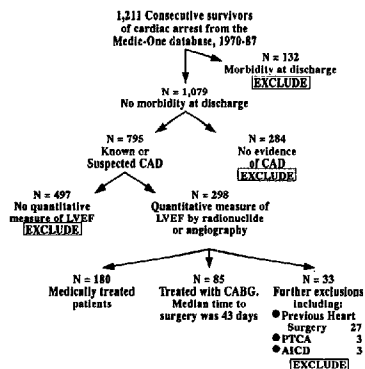 1,211 Consecutive survivors
of cardiac arrest from the
Medic-One database, 1970-87
N = 132
Morbidity at discharge
EXCLUDE
N = 1,079
No morbidity at discharge
N = 795
Known or
Suspected CAD
N = 284
No evidence
of CAD
EXCLUDE
N = 497
No quantitative
measure of LVEF
EXCLUDE
N = 298
Quantitative measure of
LVEF by radionuclide
or angiography
N = 180
Medically treated
patients
N = 85
Treated with CABG.
Median time to
surgery was 43 days
N = 33
Further exclusions
including:
● Previous Heart
Surgery 27
● PTCA 3
● AICD 3
EXCLUDE